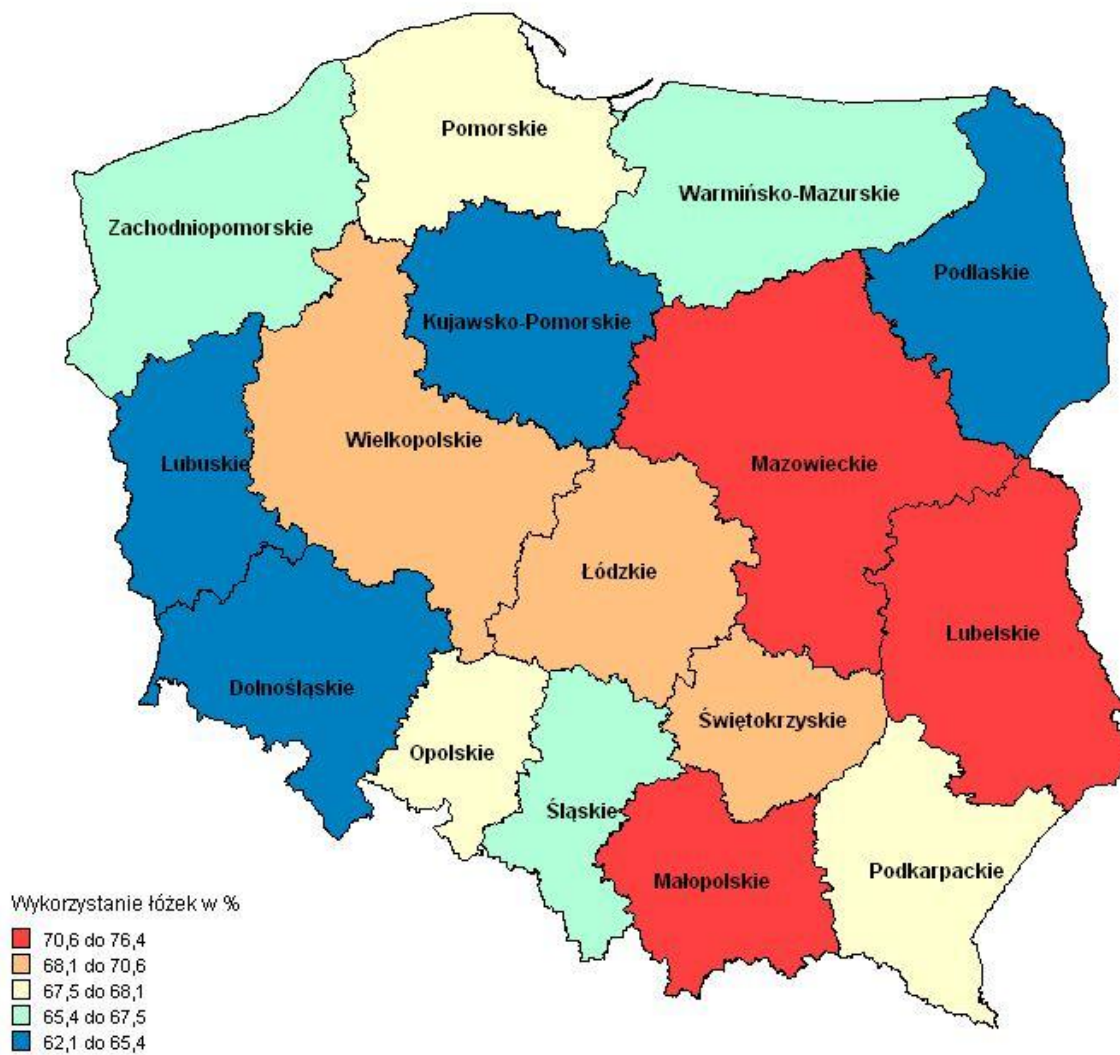 Pomorskie
Warmińsko-Mazurskie
Zachodniopomorskie
Podlaskie
Kujawsko-Pomorskie
Wielkopolskie
Lubuskie
Mazowieckie
Łódzkie
Lubelskie
Dolnośląskie
Świętokrzyskie
Opolskie
Śląskie
Podkarpackie
Małopolskie
Wykorzystanie łóżek w %
70,6 do 76,4
68,1 do 70,6
67,5 do 68,1
65,4 do 67,5
62,1 do 65,4